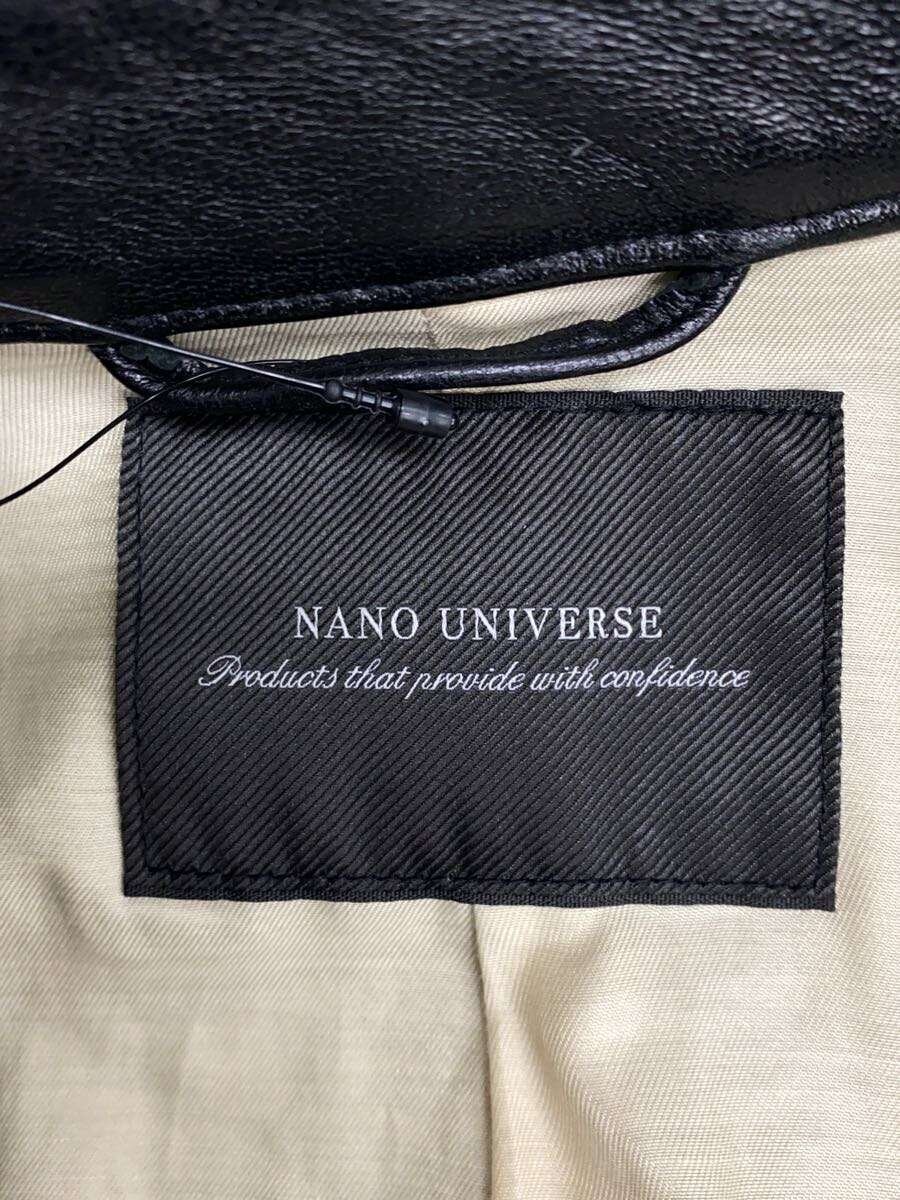 NANO UNIVERSE
Products that provide with confidence